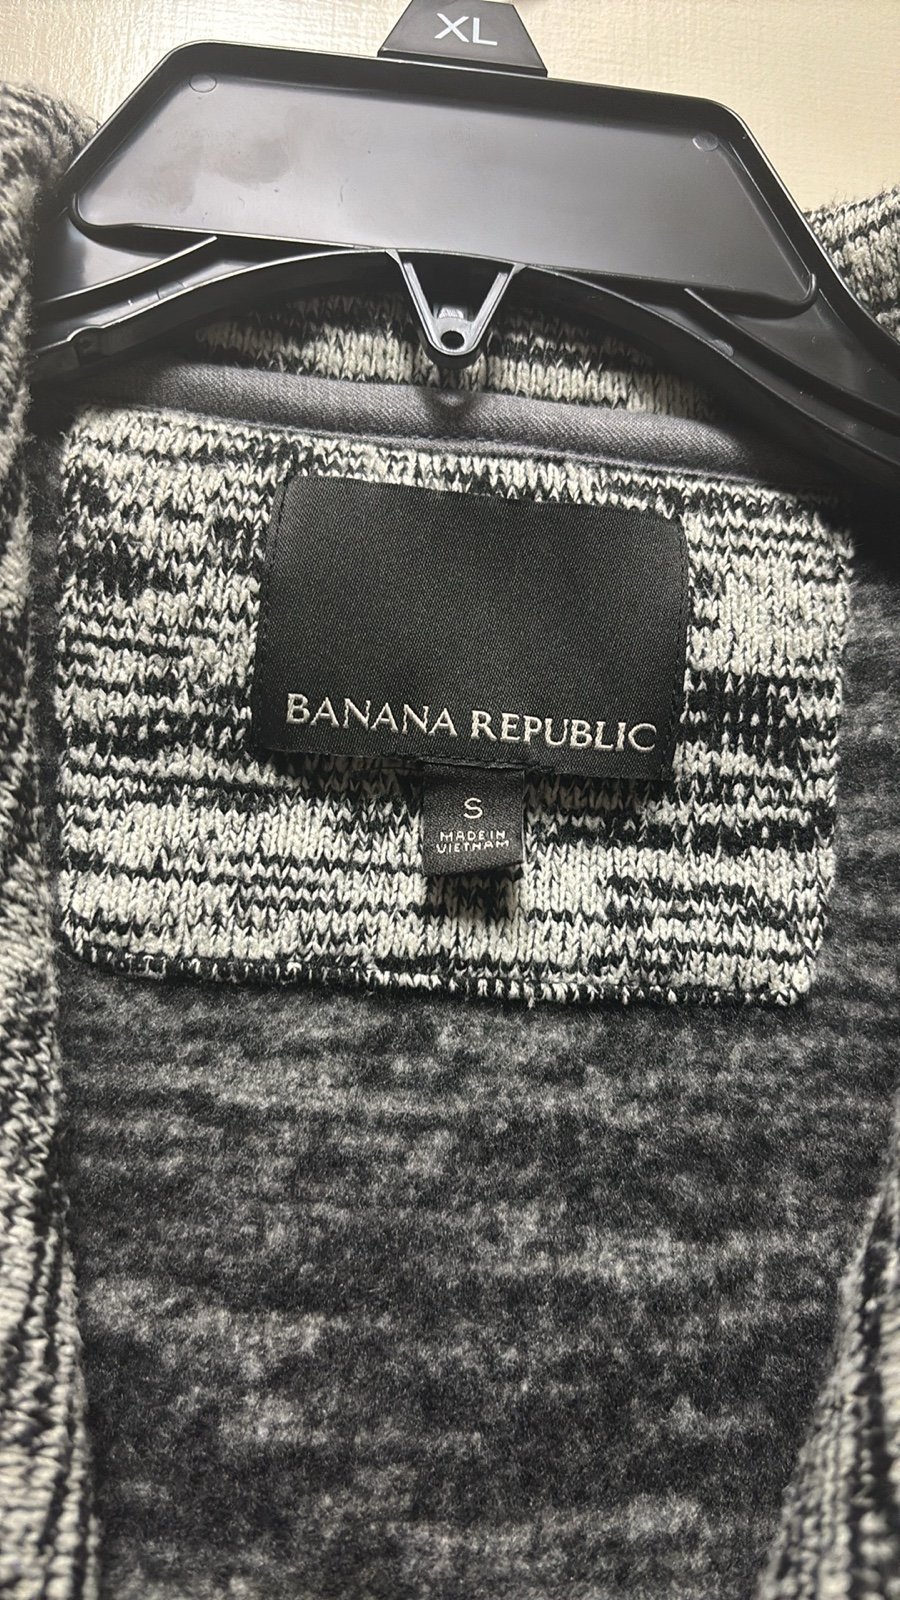 XL
BANANA REPUBLIC
S
MADE IN
VIETNAM